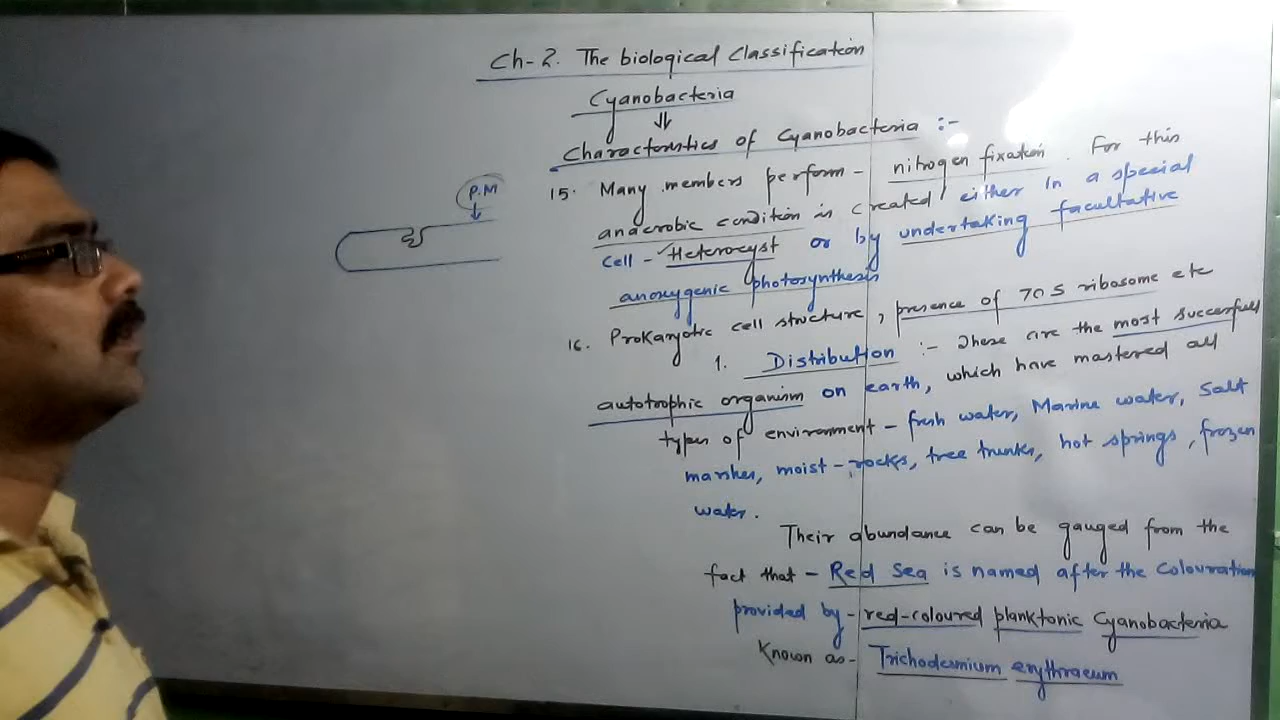 Ch-2. The biological Classification
Cyanobacteria
⇓
Characteristics of Cyanobacteria :-
P.M
15. Many members perform - nitrogen fixation. For this
anaerobic condition is created either In a special
cell - Heterocyst or by undertaking facultative
anoxygenic photosynthesis
16. Prokaryotic cell structure, presence of 70S ribosome etc
1. Distribution :- These are the most successfull
autotrophic organism on earth, which have mastered all
types of environment - fresh water, Marine water, Salt
marshes, moist-rocks, tree trunks, hot springs, frozen
water.
Their abundance can be gauged from the
fact that - Red Sea is named after the Colouration
provided by - red-coloured planktonic Cyanobacteria
Known as - Trichodesmium erythraeum